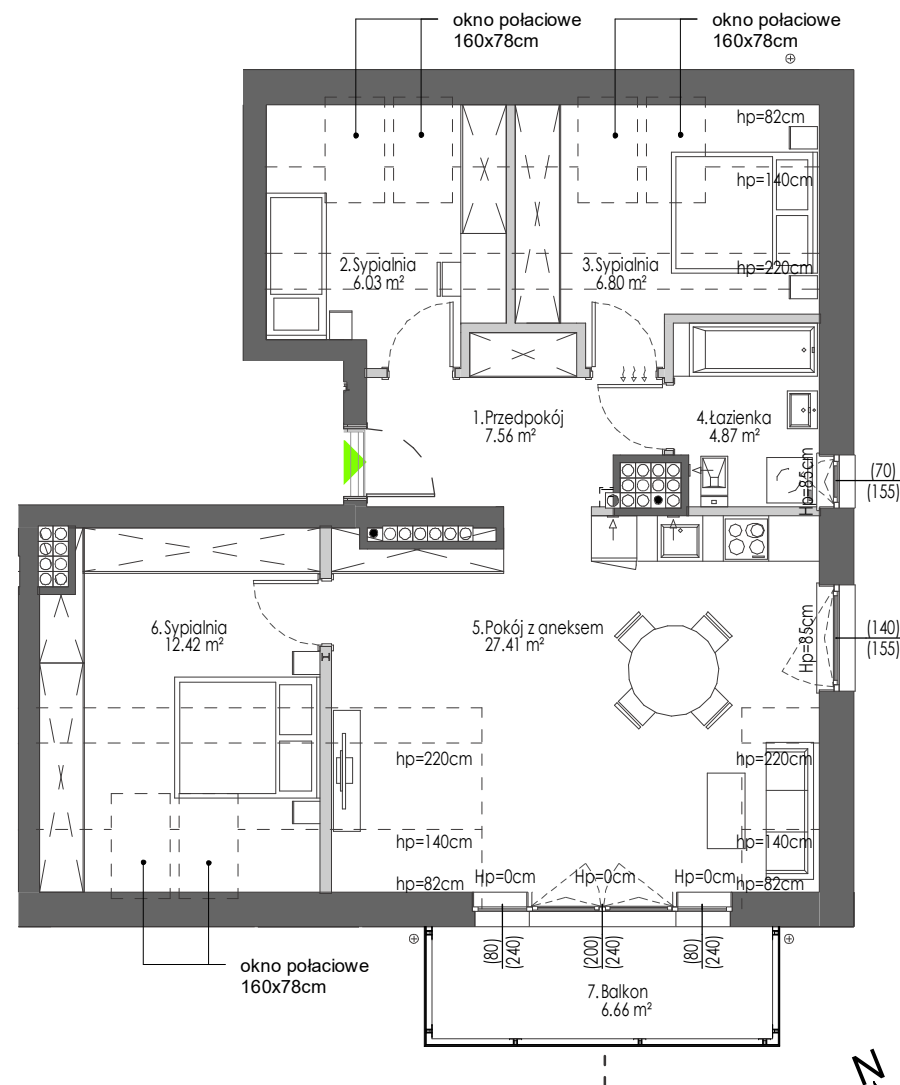 okno połaciowe
160x78cm
okno połaciowe
160x78cm
hp=82cm
hp=140cm
hp=220cm
2.Sypialnia
6.03 m²
3.Sypialnia
6.80 m²
1.Przedpokój
7.56 m²
4.Łazienka
4.87 m²
Hp=85cm
(70)
(155)
6.Sypialnia
12.42 m²
5.Pokój z aneksem
27.41 m²
Hp=85cm
(140)
(155)
hp=220cm
hp=220cm
hp=140cm
hp=140cm
hp=82cm
Hp=0cm
Hp=0cm
Hp=0cm
hp=82cm
(80)
(240)
(200)
(240)
(80)
(240)
okno połaciowe
160x78cm
7.Balkon
6.66 m²
N